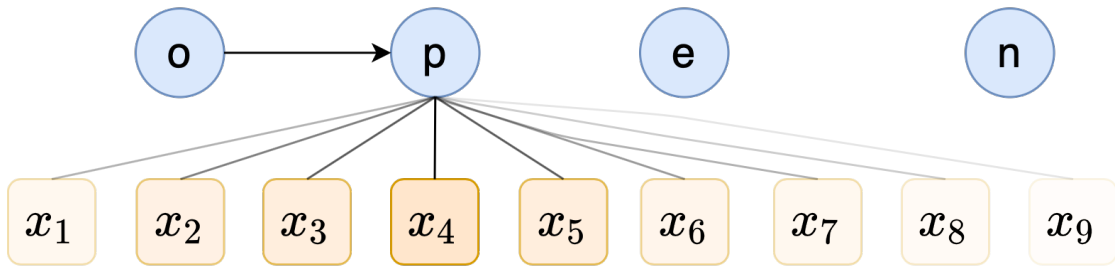 o p e n
x₁ x₂ x₃ x₄ x₅ x₆ x₇ x₈ x₉